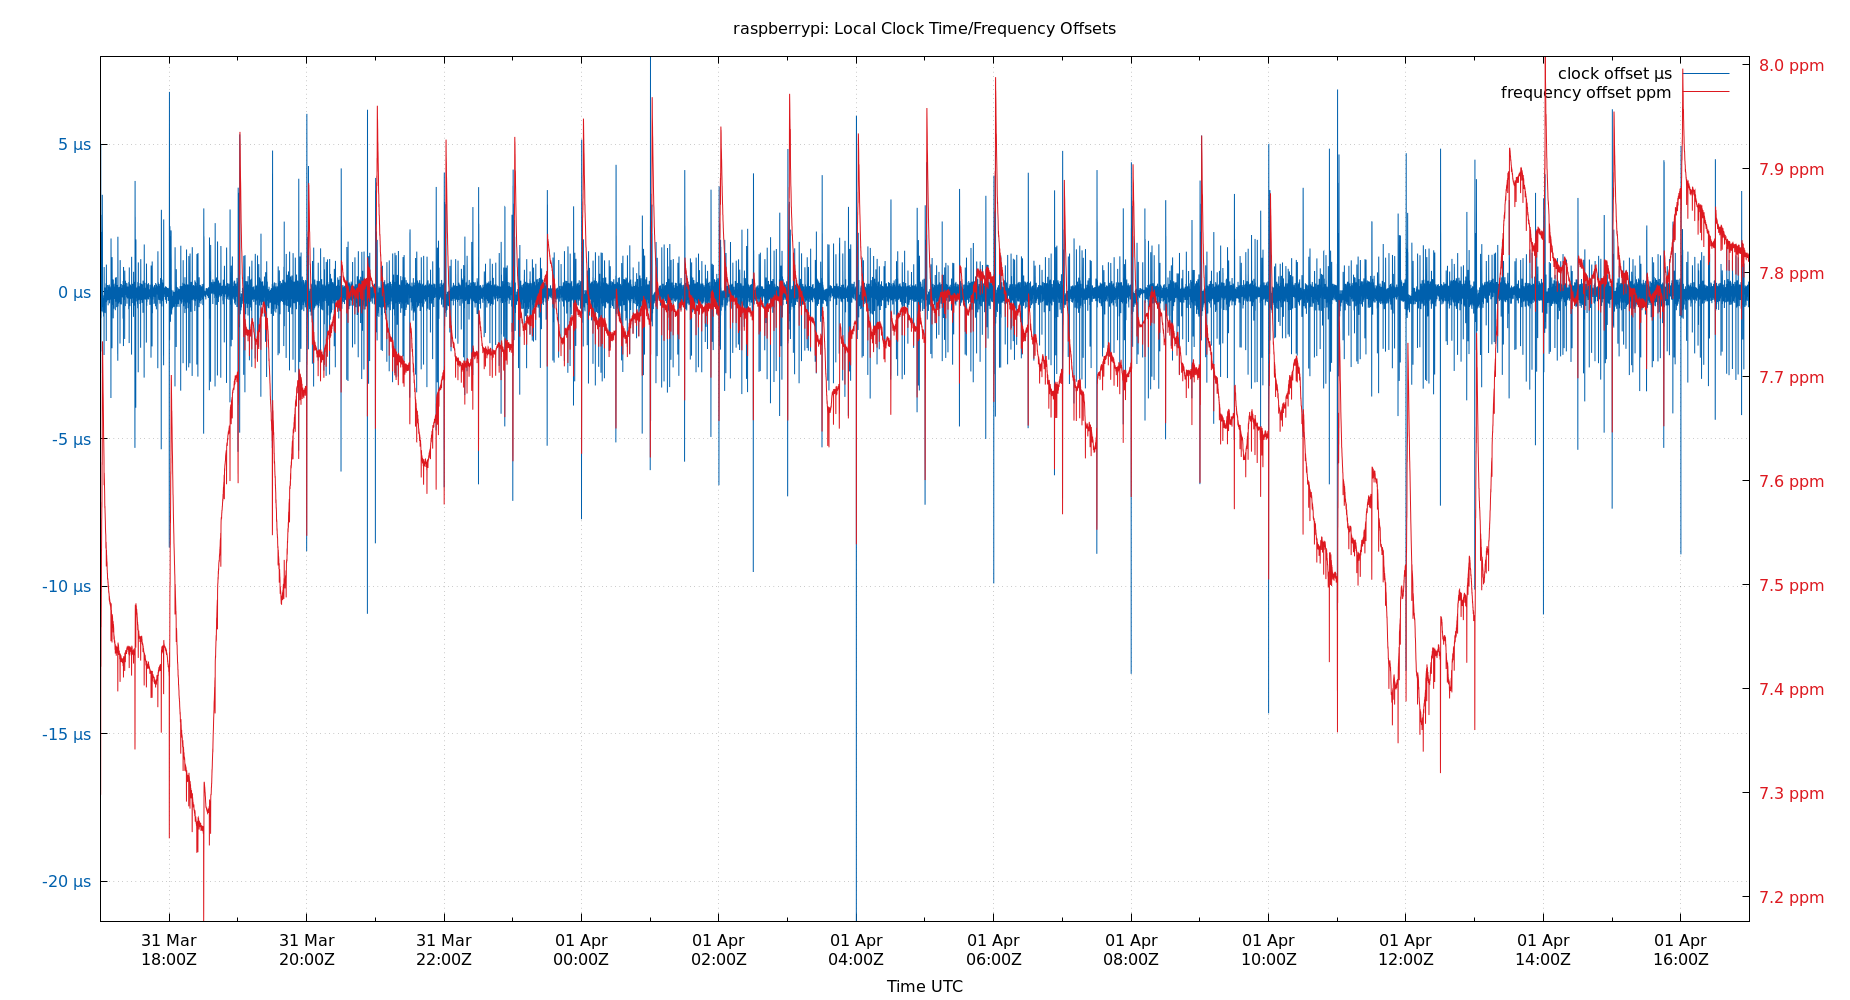 raspberrypi: Local Clock Time/Frequency Offsets
clock offset µs
frequency offset ppm
5 µs
0 µs
-5 µs
-10 µs
-15 µs
-20 µs
8.0 ppm
7.9 ppm
7.8 ppm
7.7 ppm
7.6 ppm
7.5 ppm
7.4 ppm
7.3 ppm
7.2 ppm
31 Mar 31 Mar 31 Mar 01 Apr 01 Apr 01 Apr 01 Apr 01 Apr 01 Apr 01 Apr 01 Apr 01 Apr
18:00Z 20:00Z 22:00Z 00:00Z 02:00Z 04:00Z 06:00Z 08:00Z 10:00Z 12:00Z 14:00Z 16:00Z
Time UTC